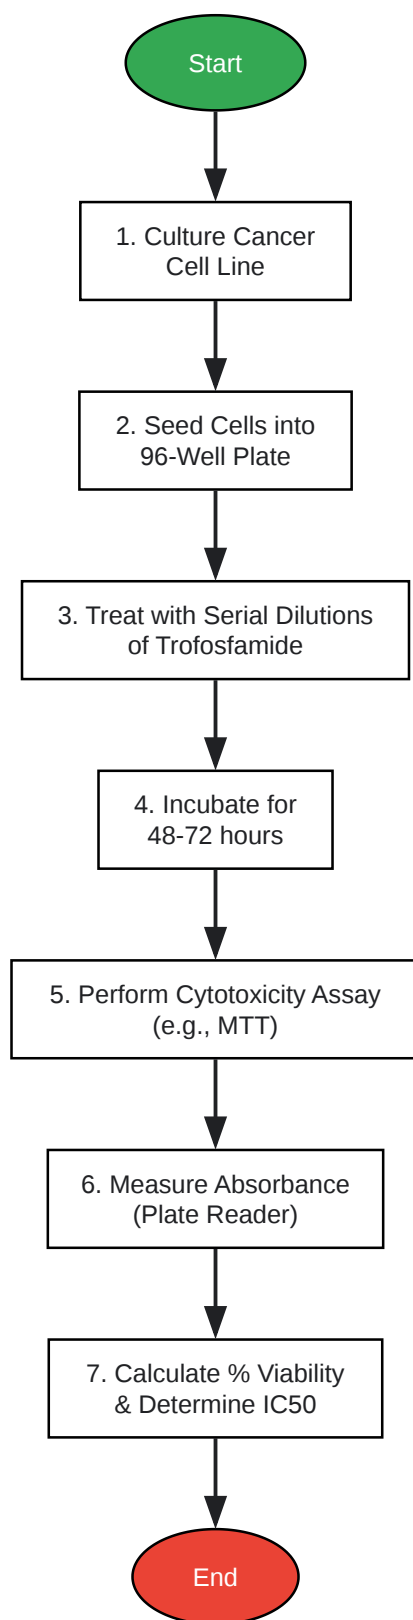 Start
1. Culture Cancer
Cell Line
2. Seed Cells into
96-Well Plate
3. Treat with Serial Dilutions
of Trofosfamide
4. Incubate for
48-72 hours
5. Perform Cytotoxicity Assay
(e.g., MTT)
6. Measure Absorbance
(Plate Reader)
7. Calculate % Viability
& Determine IC50
End